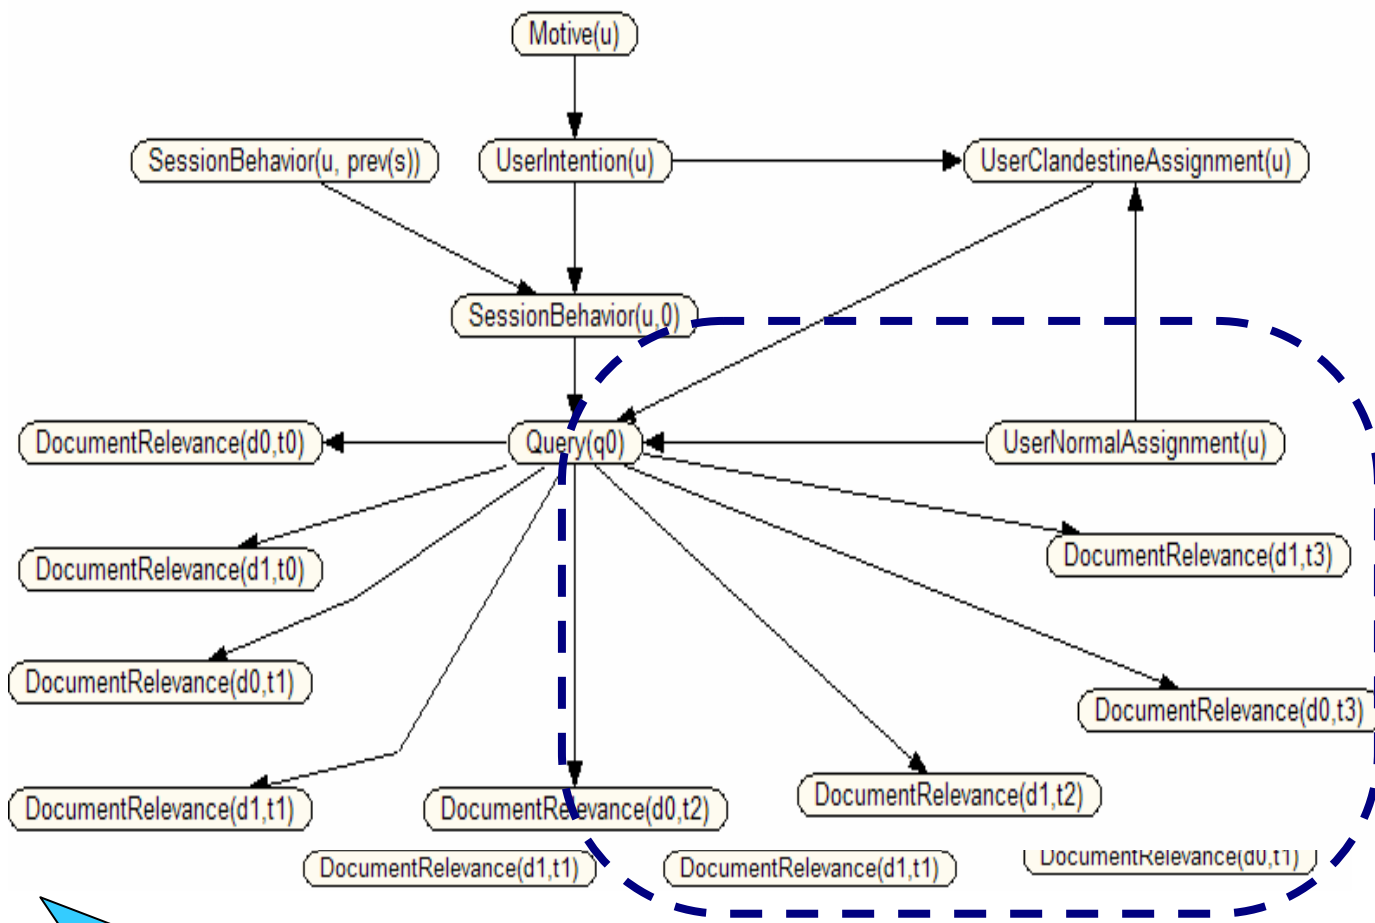 Motive(u)
SessionBehavior(u, prev(s))
UserIntention(u)
UserClandestineAssignment(u)
SessionBehavior(u,0)
DocumentRelevance(d0,t0)
Query(q0)
UserNormalAssignment(u)
DocumentRelevance(d1,t0)
DocumentRelevance(d1,t3)
DocumentRelevance(d0,t1)
DocumentRelevance(d0,t3)
DocumentRelevance(d1,t1)
DocumentRelevance(d0,t2)
DocumentRelevance(d1,t2)
DocumentRelevance(d1,t1)
DocumentRelevance(d1,t1)
DocumentRelevance(d0,t1)